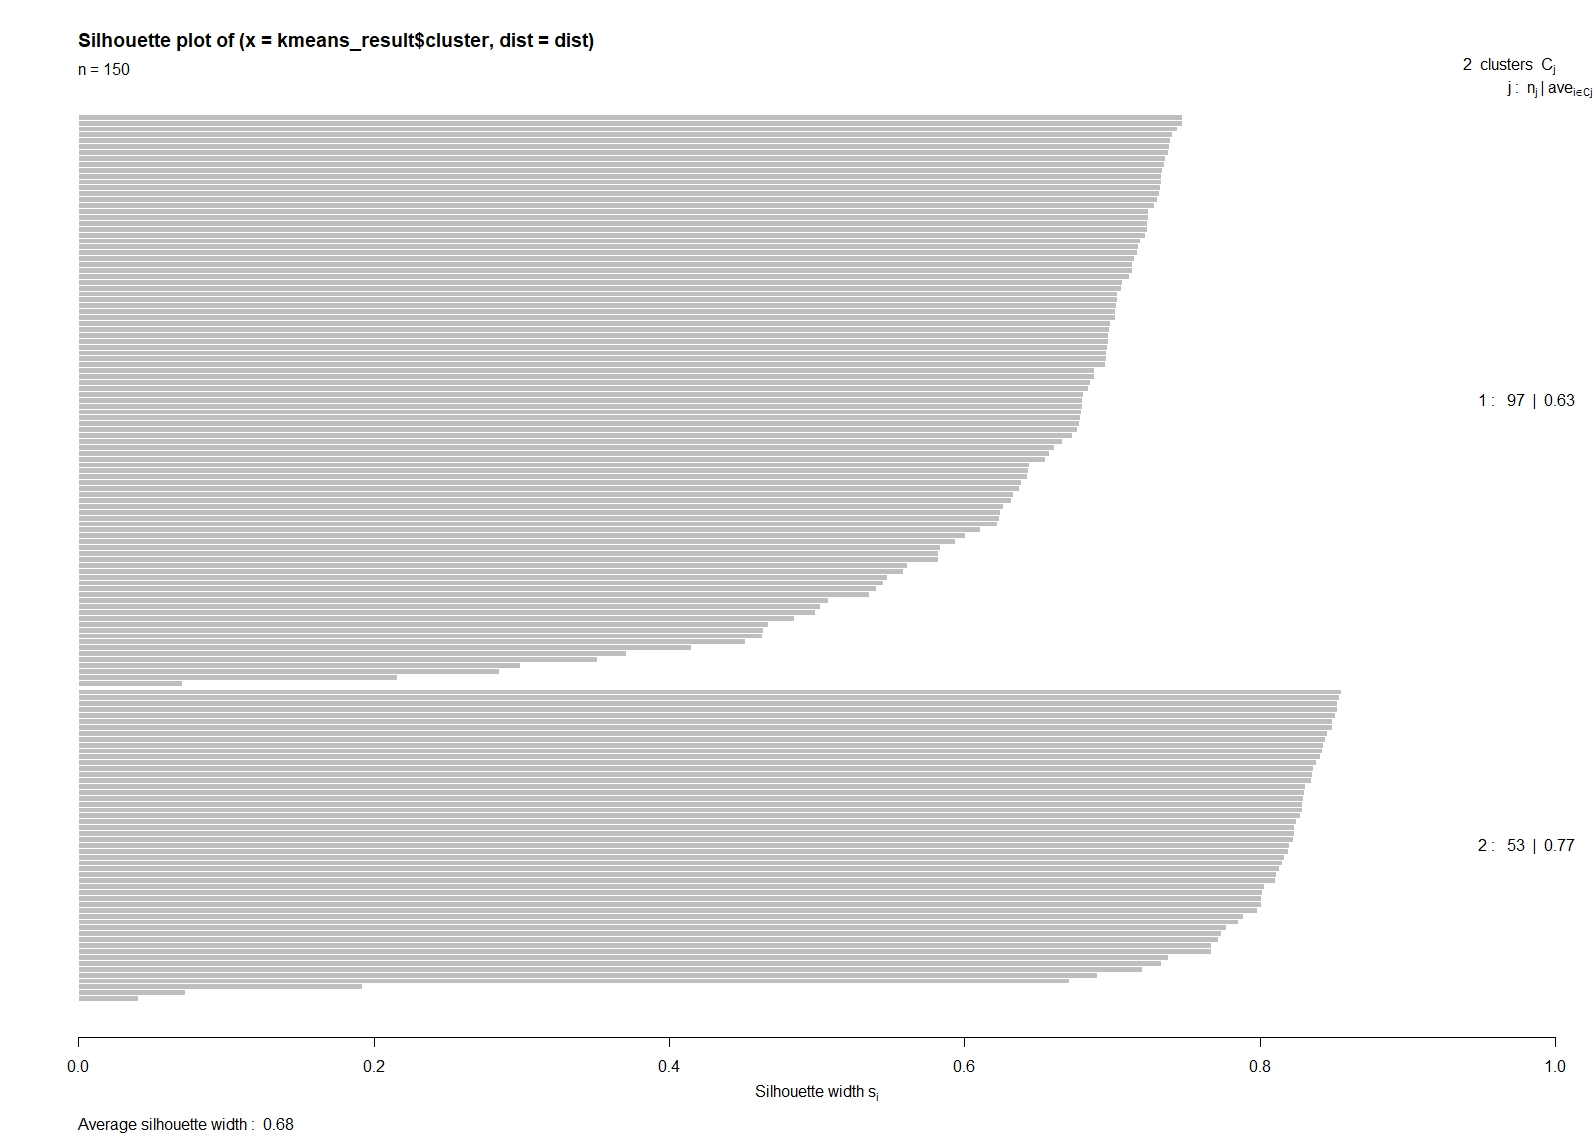 Silhouette plot of (x = kmeans_result$cluster, dist = dist)
n = 150
2 clusters Cj
j : nj | avei∈Cj
1 : 97 | 0.63
2 : 53 | 0.77
0.0 0.2 0.4 0.6 0.8 1.0
Silhouette width si
Average silhouette width : 0.68